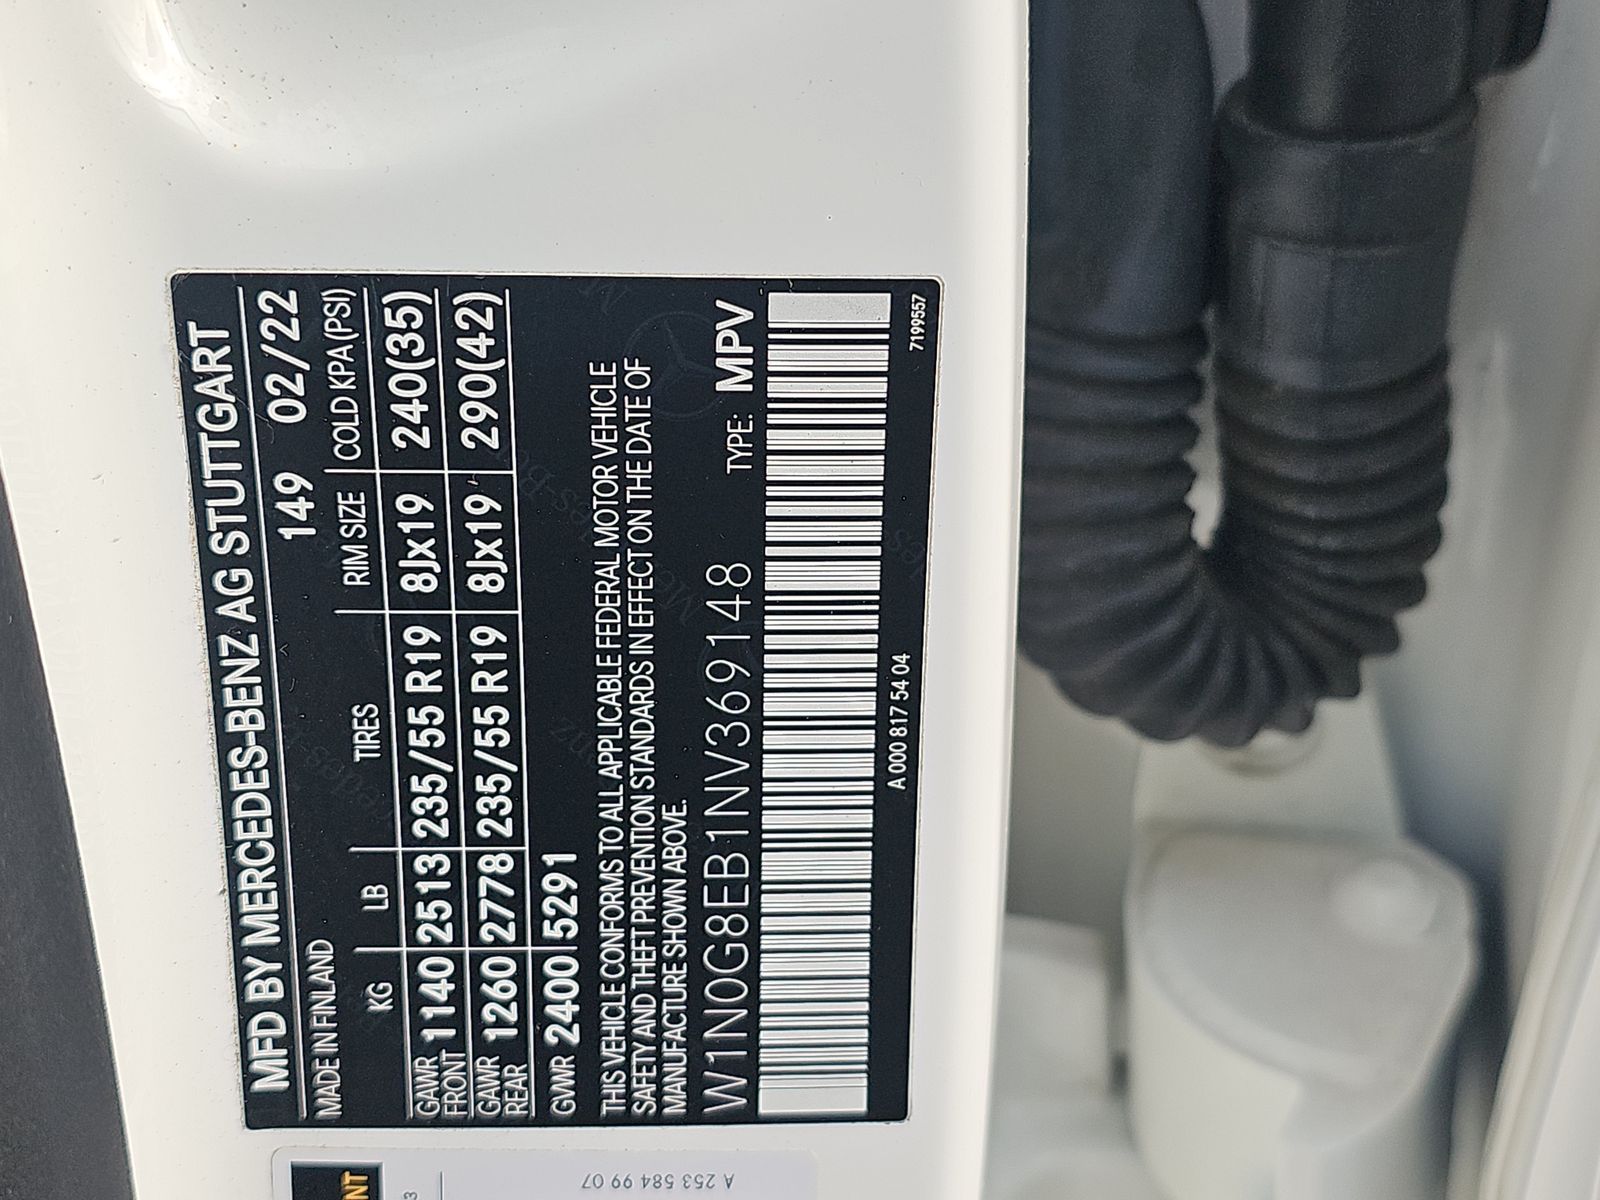 MFD BY MERCEDES-BENZ AG STUTTGART
MADE IN FINLAND 149 02/22
KG LB TIRES RIM SIZE COLD KPA(PSI)
GAWR FRONT 1140 2513 235/55 R19 8Jx19 240(35)
GAWR REAR 1260 2778 235/55 R19 8Jx19 290(42)
GVWR 2400 5291
THIS VEHICLE CONFORMS TO ALL APPLICABLE FEDERAL MOTOR VEHICLE
SAFETY AND THEFT PREVENTION STANDARDS IN EFFECT ON THE DATE OF
MANUFACTURE SHOWN ABOVE.
W1N0G8EB1NV369148 TYPE: MPV
A 000 817 54 04 7199557
A 253 584 99 07